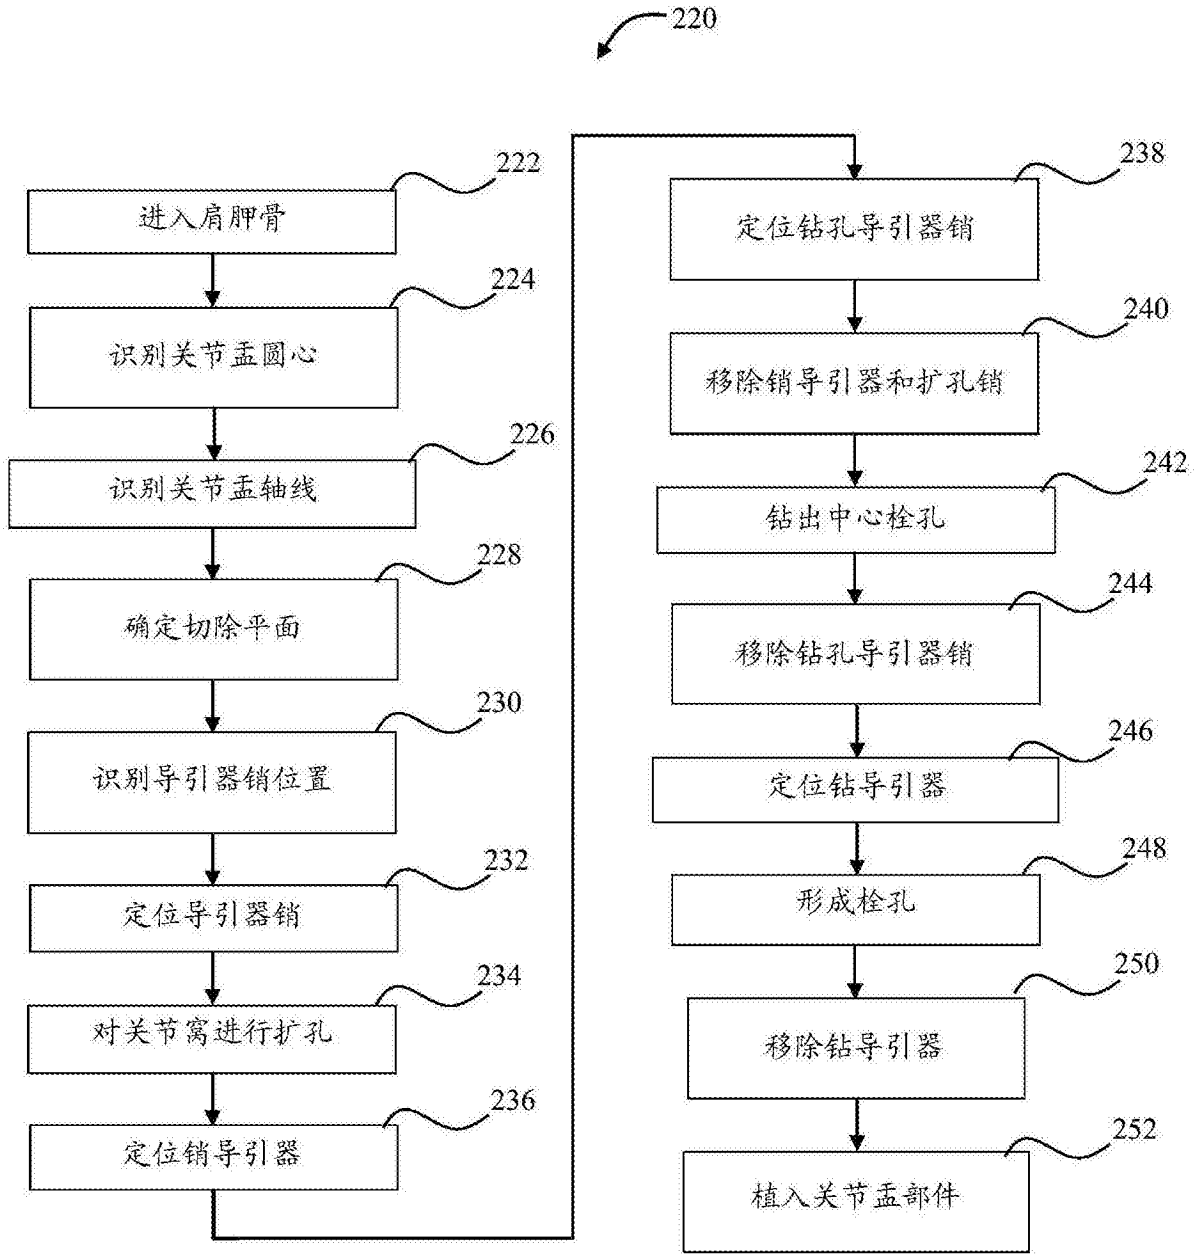 220
222
进入肩胛骨
224
识别关节盂圆心
226
识别关节盂轴线
228
确定切除平面
230
识别导引器销位置
232
定位导引器销
234
对关节窝进行扩孔
236
定位销导引器
238
定位钻孔导引器销
240
移除销导引器和扩孔销
242
钻出中心栓孔
244
移除钻孔导引器销
246
定位钻导引器
248
形成栓孔
250
移除钻导引器
252
植入关节盂部件